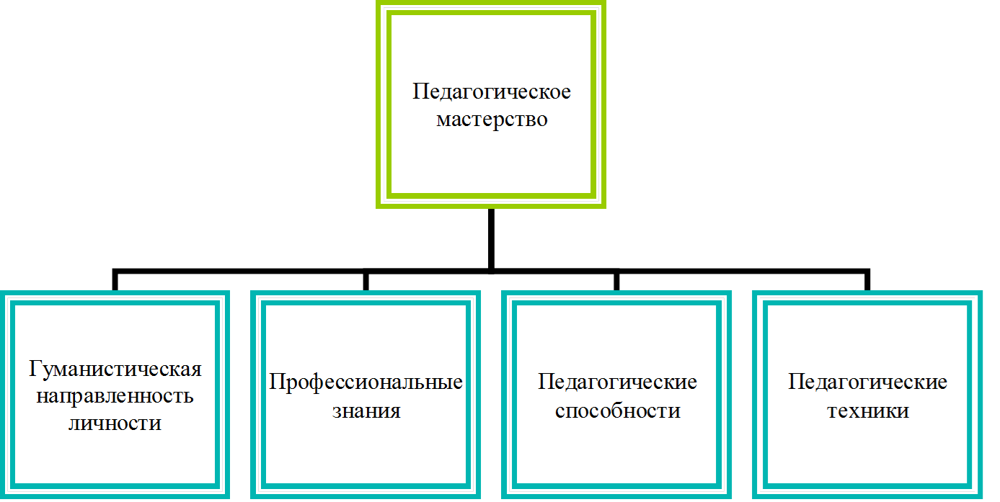 Педагогическое
мастерство
Гуманистическая
направленность
личности
Профессиональные
знания
Педагогические
способности
Педагогические
техники